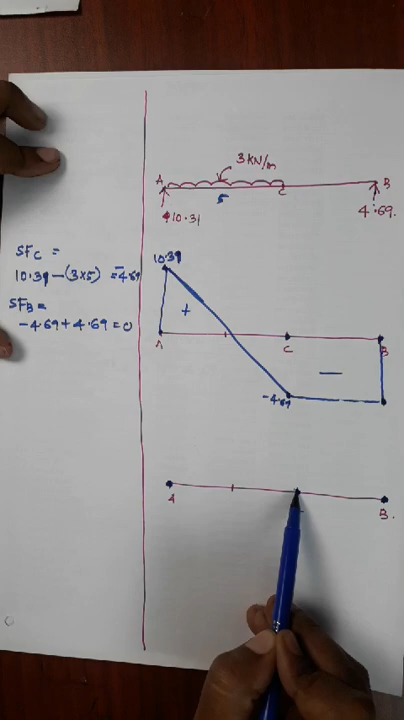 3 kN/m
A
B
5
C
10.31
4.69.
SFC =
10.39 - (3×5) = -4.69
SFB =
-4.69 + 4.69 = 0
10.39
+
A
C
B
-
-4.69
A
B.